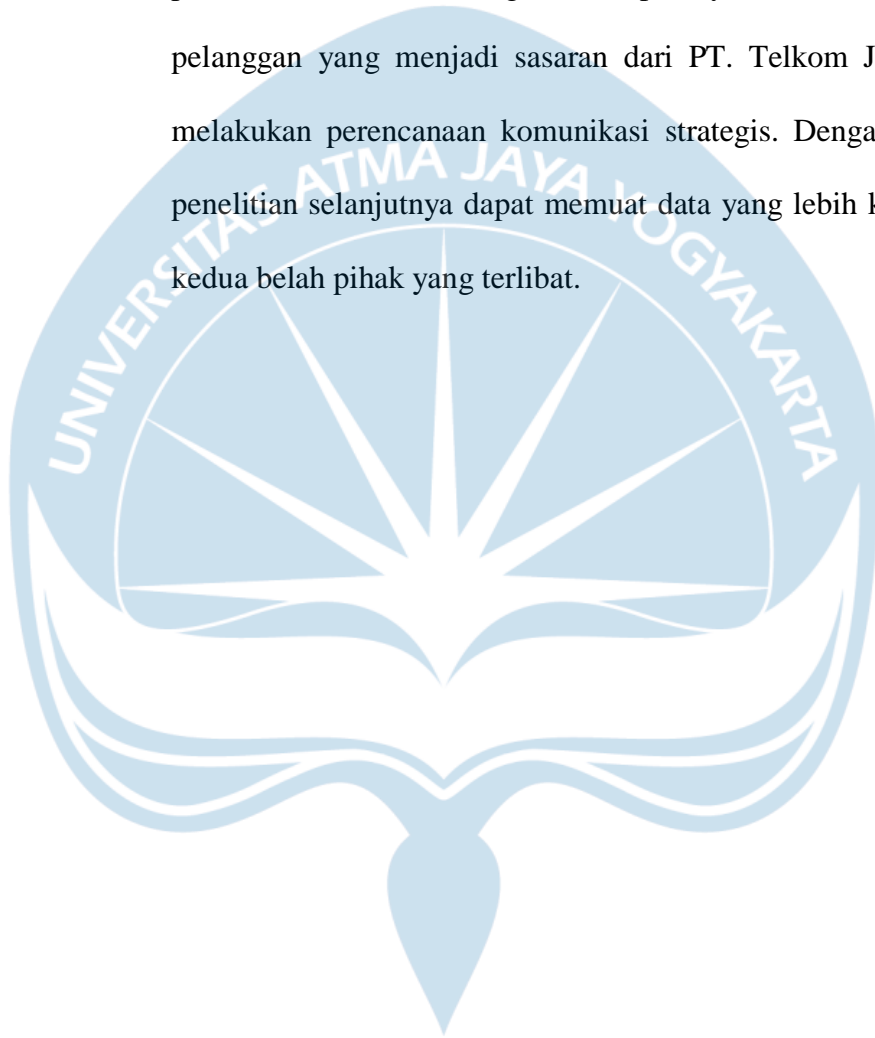 pelanggan yang menjadi sasaran dari PT. Telkom
melakukan perencanaan komunikasi strategis.
penelitian selanjutnya dapat memuat data yang lebih
kedua belah pihak yang terlibat.
UNIVERSITAS ATMA JAYA YOGYAKARTA